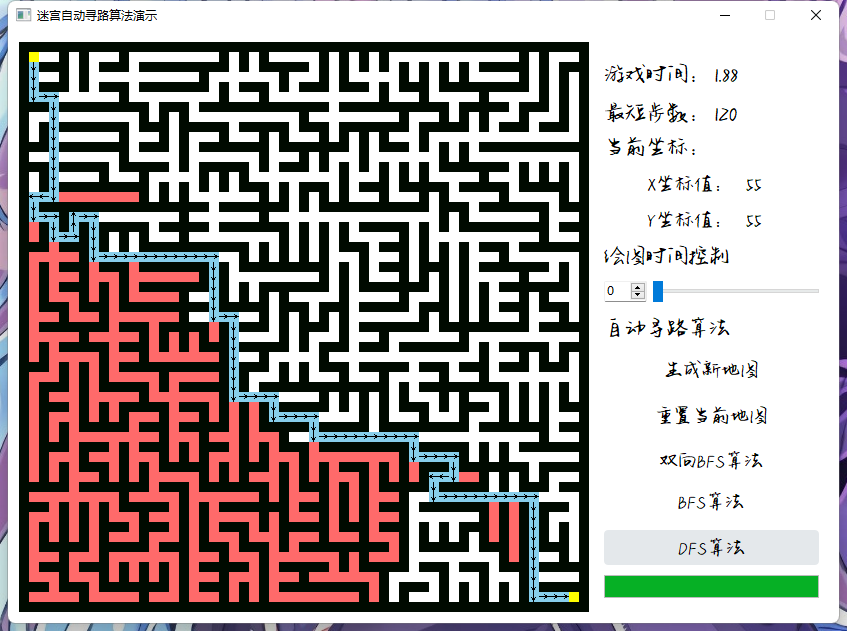 迷宫自动寻路算法演示
游戏时间： 1.88
最短步数： 120
当前坐标：
X坐标值： 55
Y坐标值： 55
绘图时间控制
0
自动寻路算法
生成新地图
重置当前地图
双向BFS算法
BFS算法
DFS算法